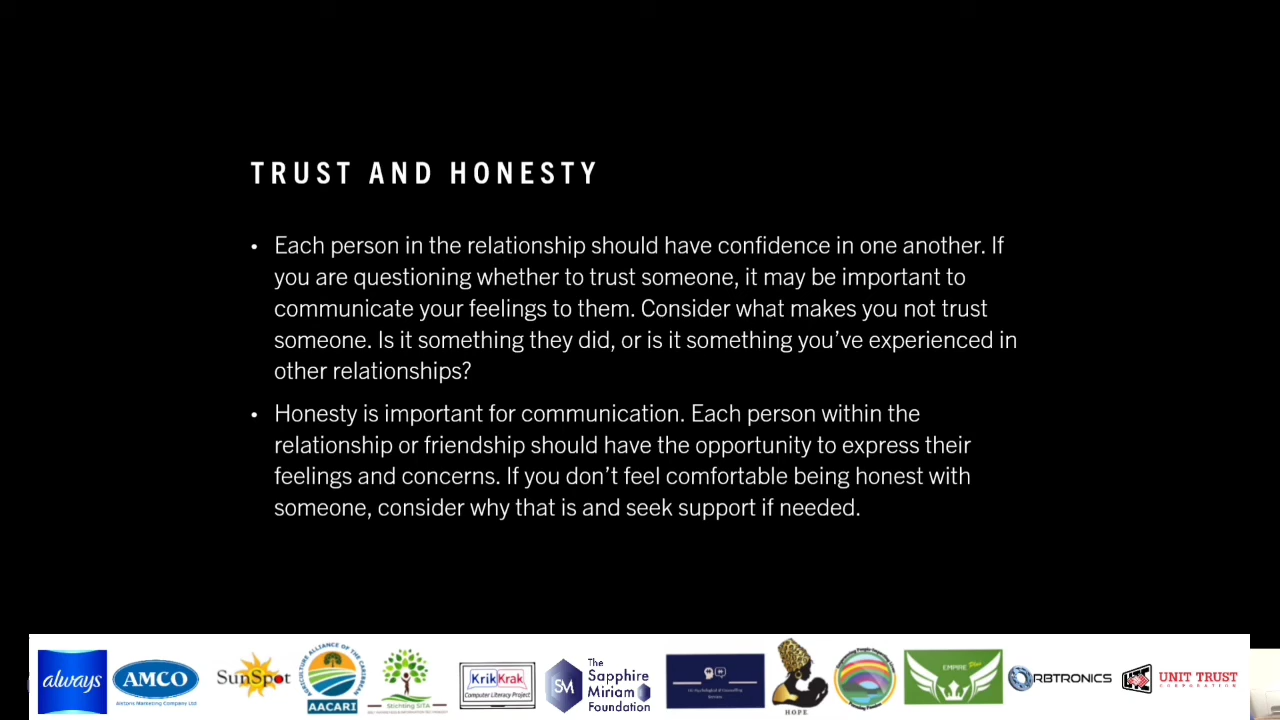 TRUST AND HONESTY
• Each person in the relationship should have confidence in one another. If
you are questioning whether to trust someone, it may be important to
communicate your feelings to them. Consider what makes you not trust
someone. Is it something they did, or is it something you’ve experienced in
other relationships?
• Honesty is important for communication. Each person within the
relationship or friendship should have the opportunity to express their
feelings and concerns. If you don’t feel comfortable being honest with
someone, consider why that is and seek support if needed.
always
AMCO
SunSpot
AACARI
Stichting
KrikKrak
Computer Literacy Project
SM
The
Sapphire
Miriam
Foundation
HOPE
EMPIRE
RBTRONICS
UNIT TRUST
CORPORATION